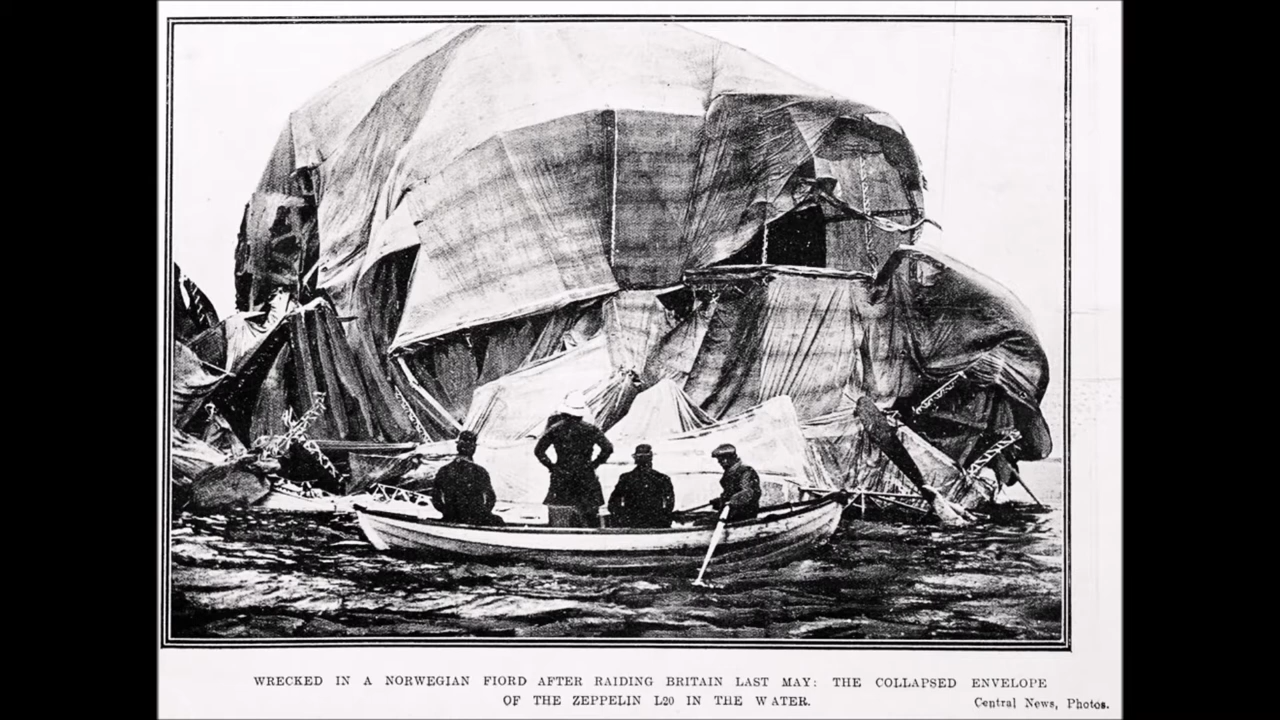 WRECKED IN A NORWEGIAN FIORD AFTER RAIDING BRITAIN LAST MAY: THE COLLAPSED ENVELOPE
OF THE ZEPPELIN L20 IN THE WATER.
Central News, Photos.